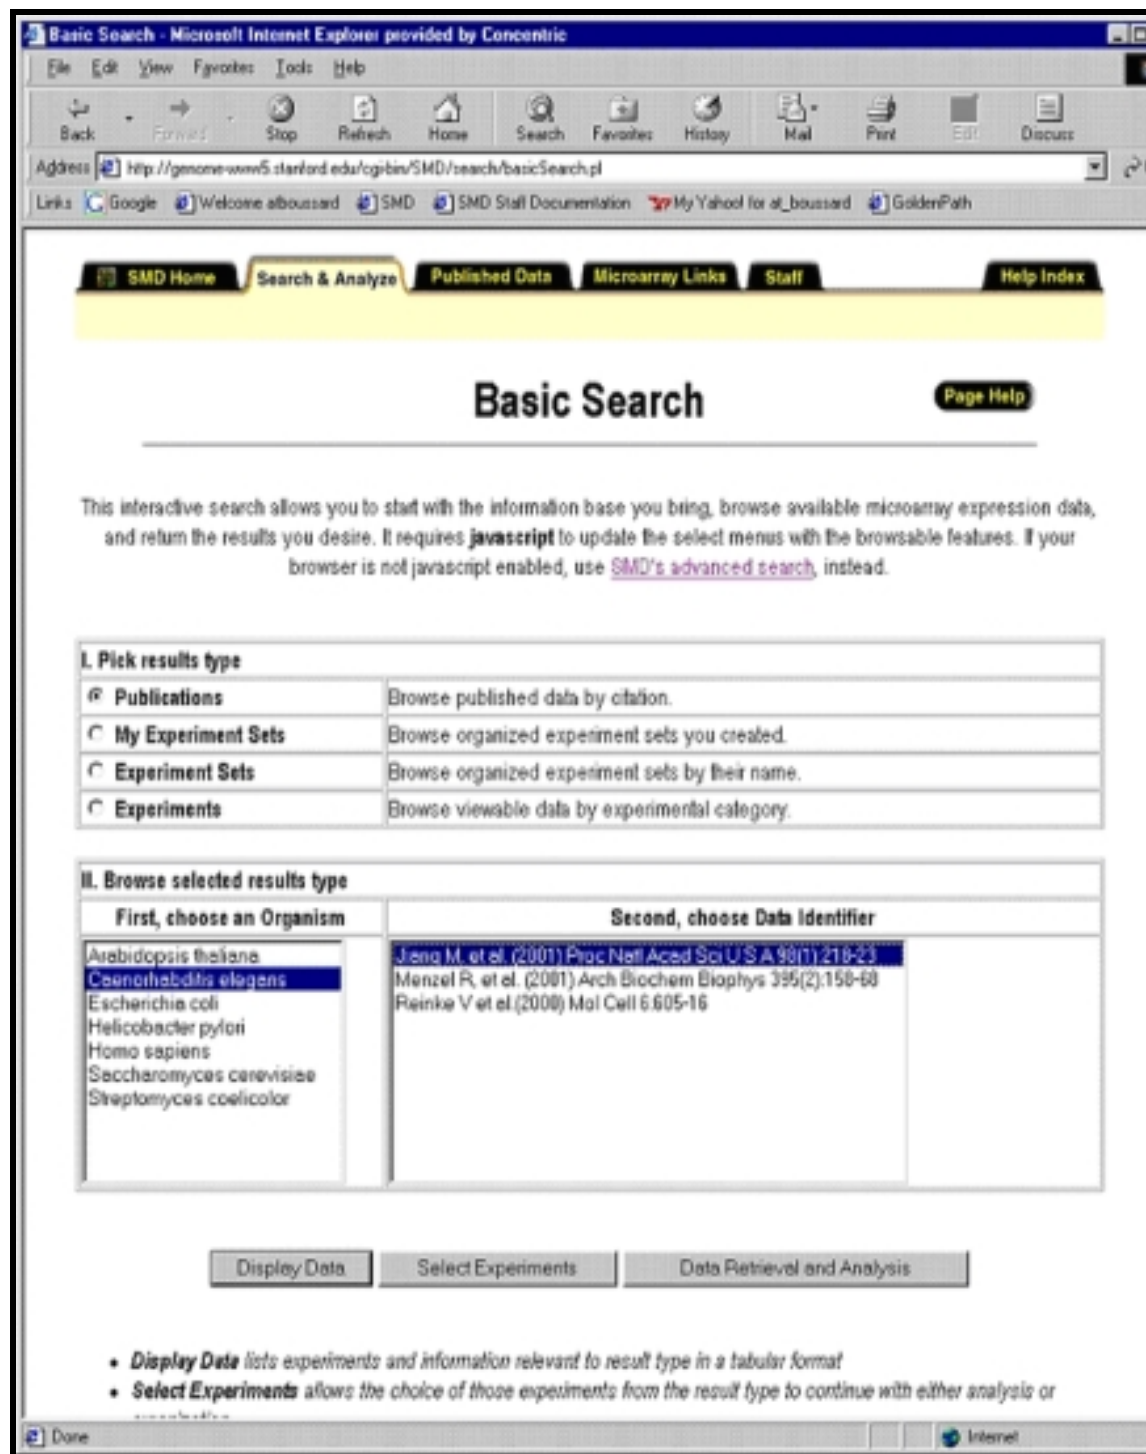 Basic Search - Microsoft Internet Explorer provided by Concentric
File Edit View Favorites Tools Help
Back Forward Stop Refresh Home Search Favorites History Mail Print Edit Discuss
Address http://genome-www5.stanford.edu/cgi-bin/SMD/search/basicSearch.pl
Links Google Welcome atboussard SMD SMD Staff Documentation My Yahoo! for at_boussard GoldenPath
SMD Home Search & Analyze Published Data Microarray Links Staff Help Index
Basic Search Page Help
This interactive search allows you to start with the information base you bring, browse available microarray expression data,
and return the results you desire. It requires javascript to update the select menus with the browsable features. If your
browser is not javascript enabled, use SMD's advanced search, instead.
I. Pick results type
Publications Browse published data by citation.
My Experiment Sets Browse organized experiment sets you created.
Experiment Sets Browse organized experiment sets by their name.
Experiments Browse viewable data by experimental category.
II. Browse selected results type
First, choose an Organism Second, choose Data Identifier
Arabidopsis thaliana Jiang M, et al. (2001) Proc Natl Acad Sci U S A 98(1):218-23
Caenorhabditis elegans Menzel R, et al. (2001) Arch Biochem Biophys 395(2):158-68
Escherichia coli Reinke V et al.(2000) Mol Cell 6:605-16
Helicobacter pylori
Homo sapiens
Saccharomyces cerevisiae
Streptomyces coelicolor
Display Data Select Experiments Data Retrieval and Analysis
• Display Data lists experiments and information relevant to result type in a tabular format
• Select Experiments allows the choice of those experiments from the result type to continue with either analysis or
Done Internet